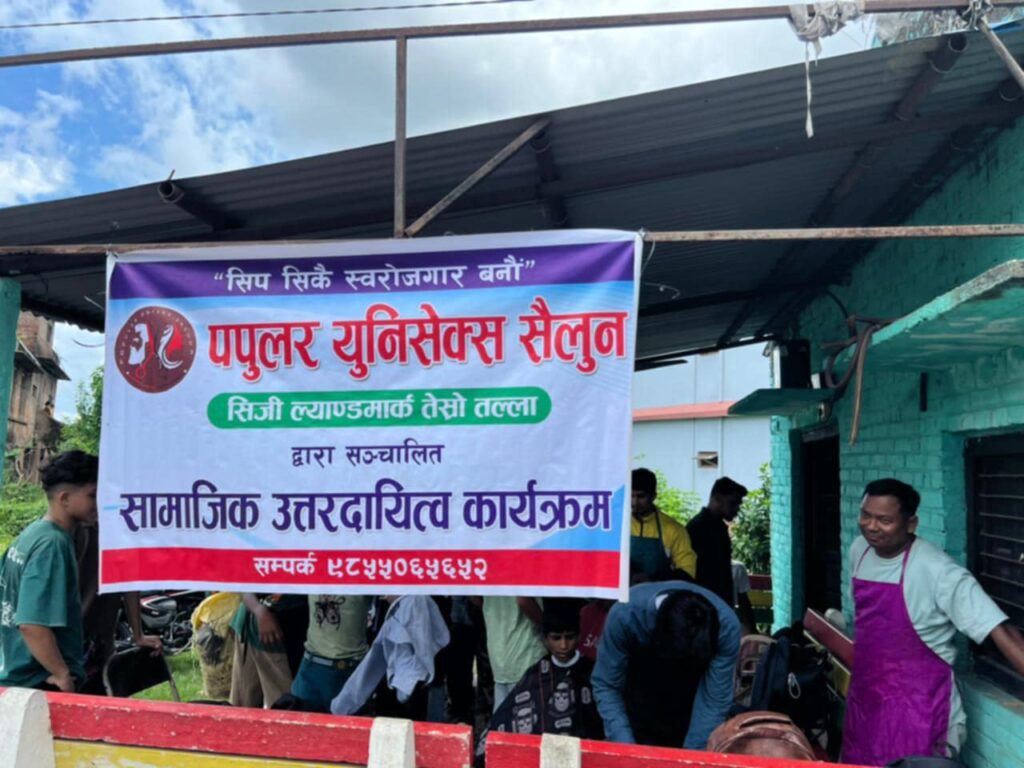 “सिप सिकै स्वरोजगार बनौं”
पपुलर युनिसेक्स सैलुन
सिजी ल्याण्डमार्क तेस्रो तल्ला
द्वारा सञ्चालित
सामाजिक उत्तरदायित्व कार्यक्रम
सम्पर्क ९८५५०६५६५२